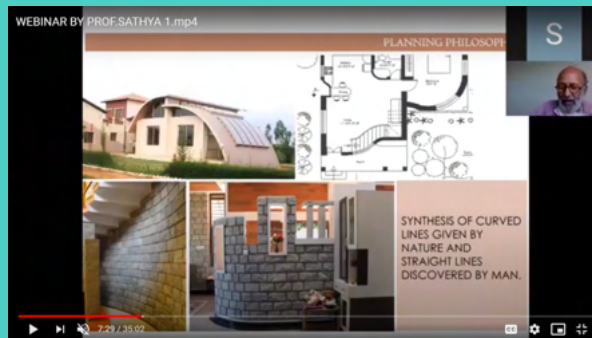 WEBINAR BY PROF.SATHYA 1.mp4
PLANNING PHILOSOPH
S
SYNTHESIS OF CURVED
LINES GIVEN BY
NATURE AND
STRAIGHT LINES
DISCOVERED BY MAN.
7:29 / 35:02
CC